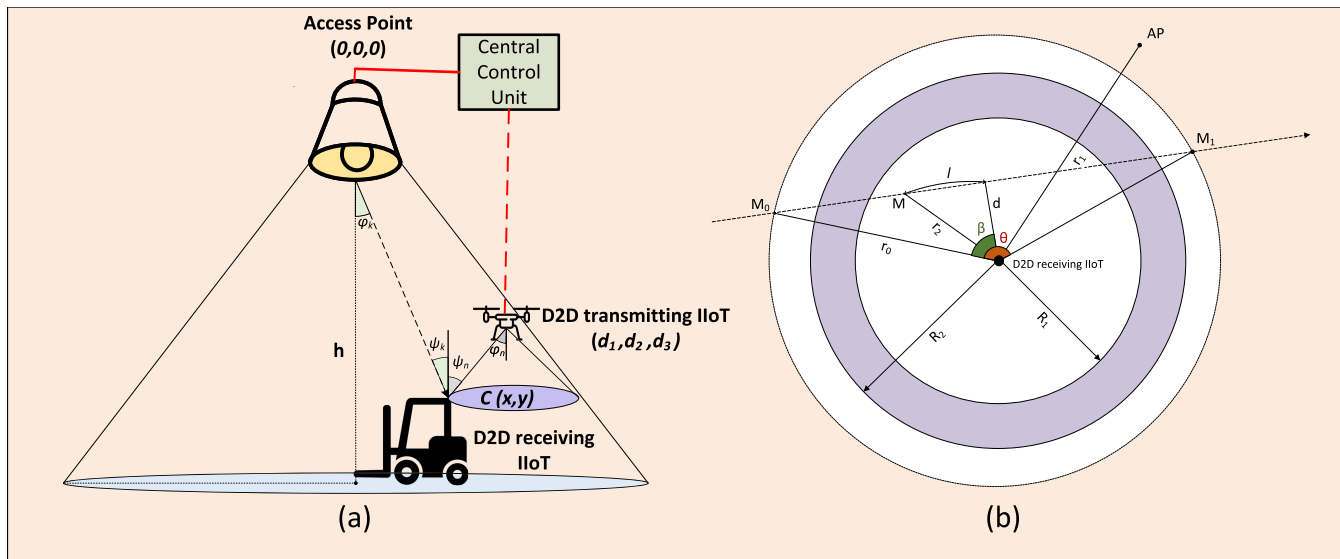 Access Point
(0,0,0)
Central
Control
Unit
φk
h
ψk
ψn
φn
D2D transmitting IIoT
(d1,d2,d3)
C (x,y)
D2D receiving
IIoT
(a)
AP
M1
r1
l
M0
M
d
r2
β
θ
r0
D2D receiving IIoT
R2
R1
(b)